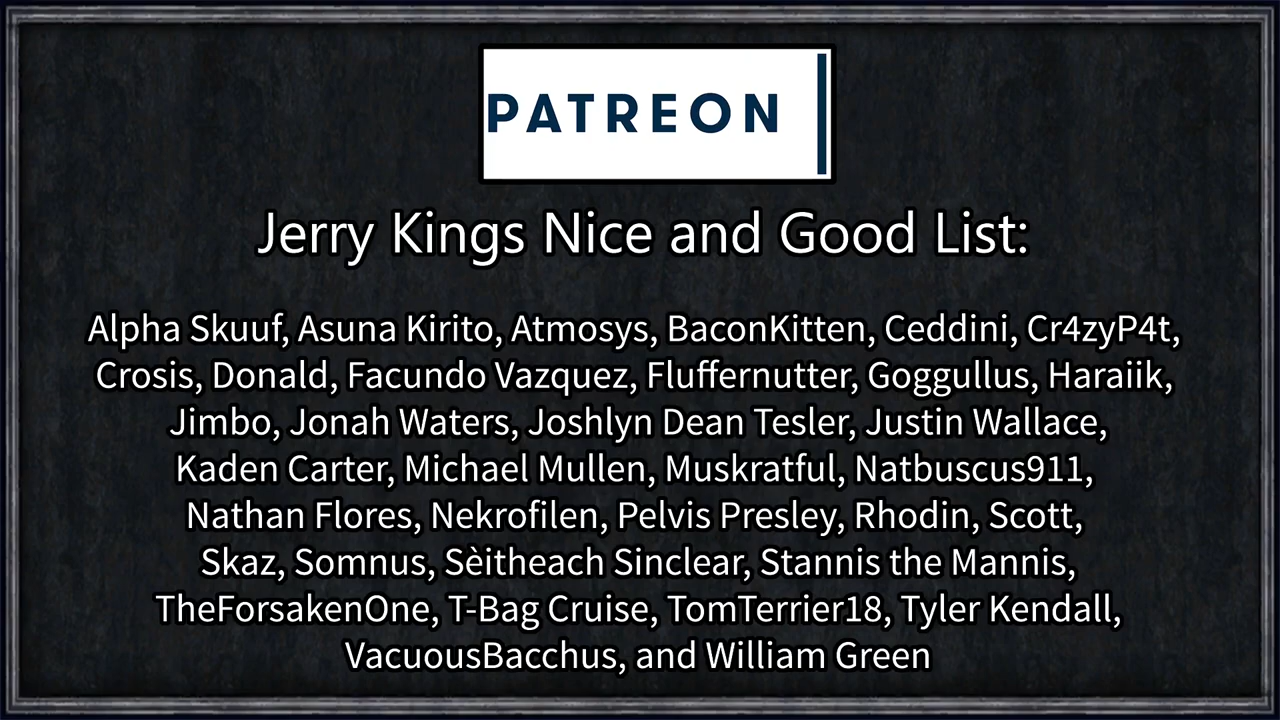 PATREON
Jerry Kings Nice and Good List:
Alpha Skuuf, Asuna Kirito, Atmosys, BaconKitten, Ceddini, Cr4zyP4t,
Crosis, Donald, Facundo Vazquez, Fluffernutter, Goggullus, Haraiik,
Jimbo, Jonah Waters, Joshlyn Dean Tesler, Justin Wallace,
Kaden Carter, Michael Mullen, Muskratful, Natbuscus911,
Nathan Flores, Nekrofilen, Pelvis Presley, Rhodin, Scott,
Skaz, Somnus, Sèitheach Sinclear, Stannis the Mannis,
TheForsakenOne, T-Bag Cruise, TomTerrier18, Tyler Kendall,
VacuousBacchus, and William Green